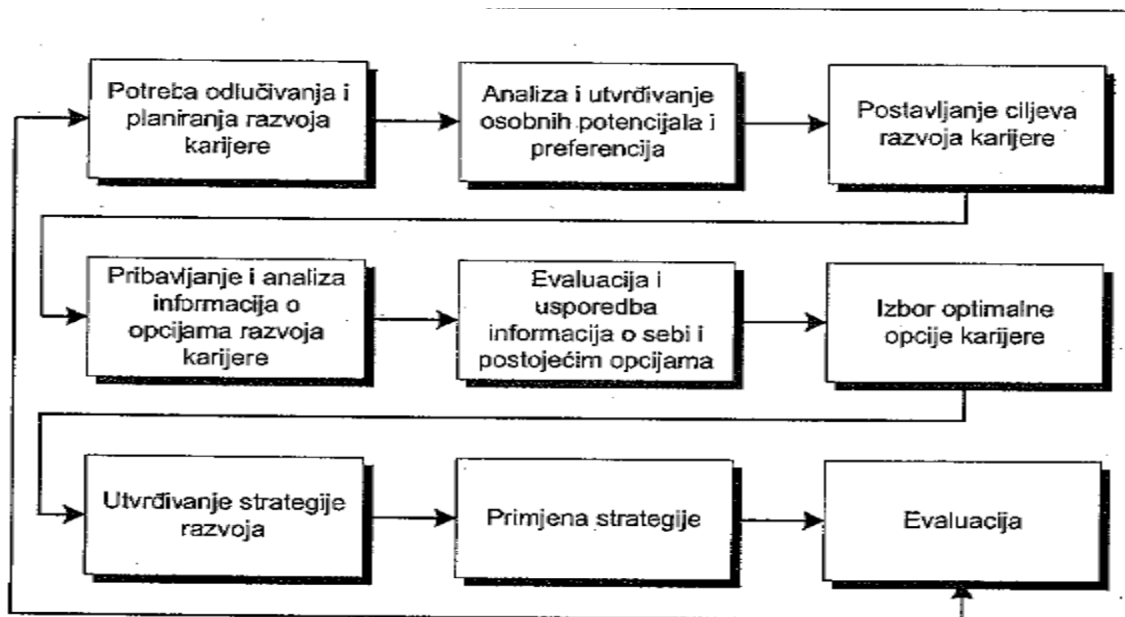 Potreba odlučivanja i
planiranja razvoja
karijere
Analiza i utvrđivanje
osobnih potencijala i
preferencija
Postavljanje ciljeva
razvoja karijere
Pribavljanje i analiza
informacija o
opcijama razvoja
karijere
Evaluacija i
usporedba
informacija o sebi i
postojećim opcijama
Izbor optimalne
opcije karijere
Utvrđivanje strategije
razvoja
Primjena strategije
Evaluacija